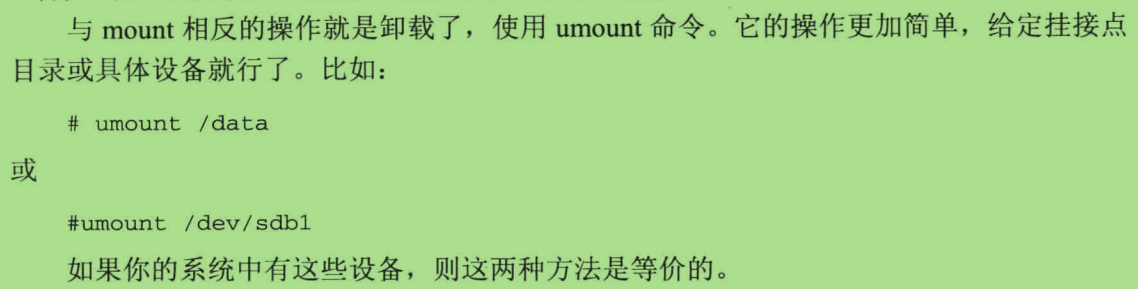 与 mount 相反的操作就是卸载了，使用 umount 命令。它的操作更加简单，给定挂接点
目录或具体设备就行了。比如：
# umount /data
或
#umount /dev/sdb1
如果你的系统中有这些设备，则这两种方法是等价的。